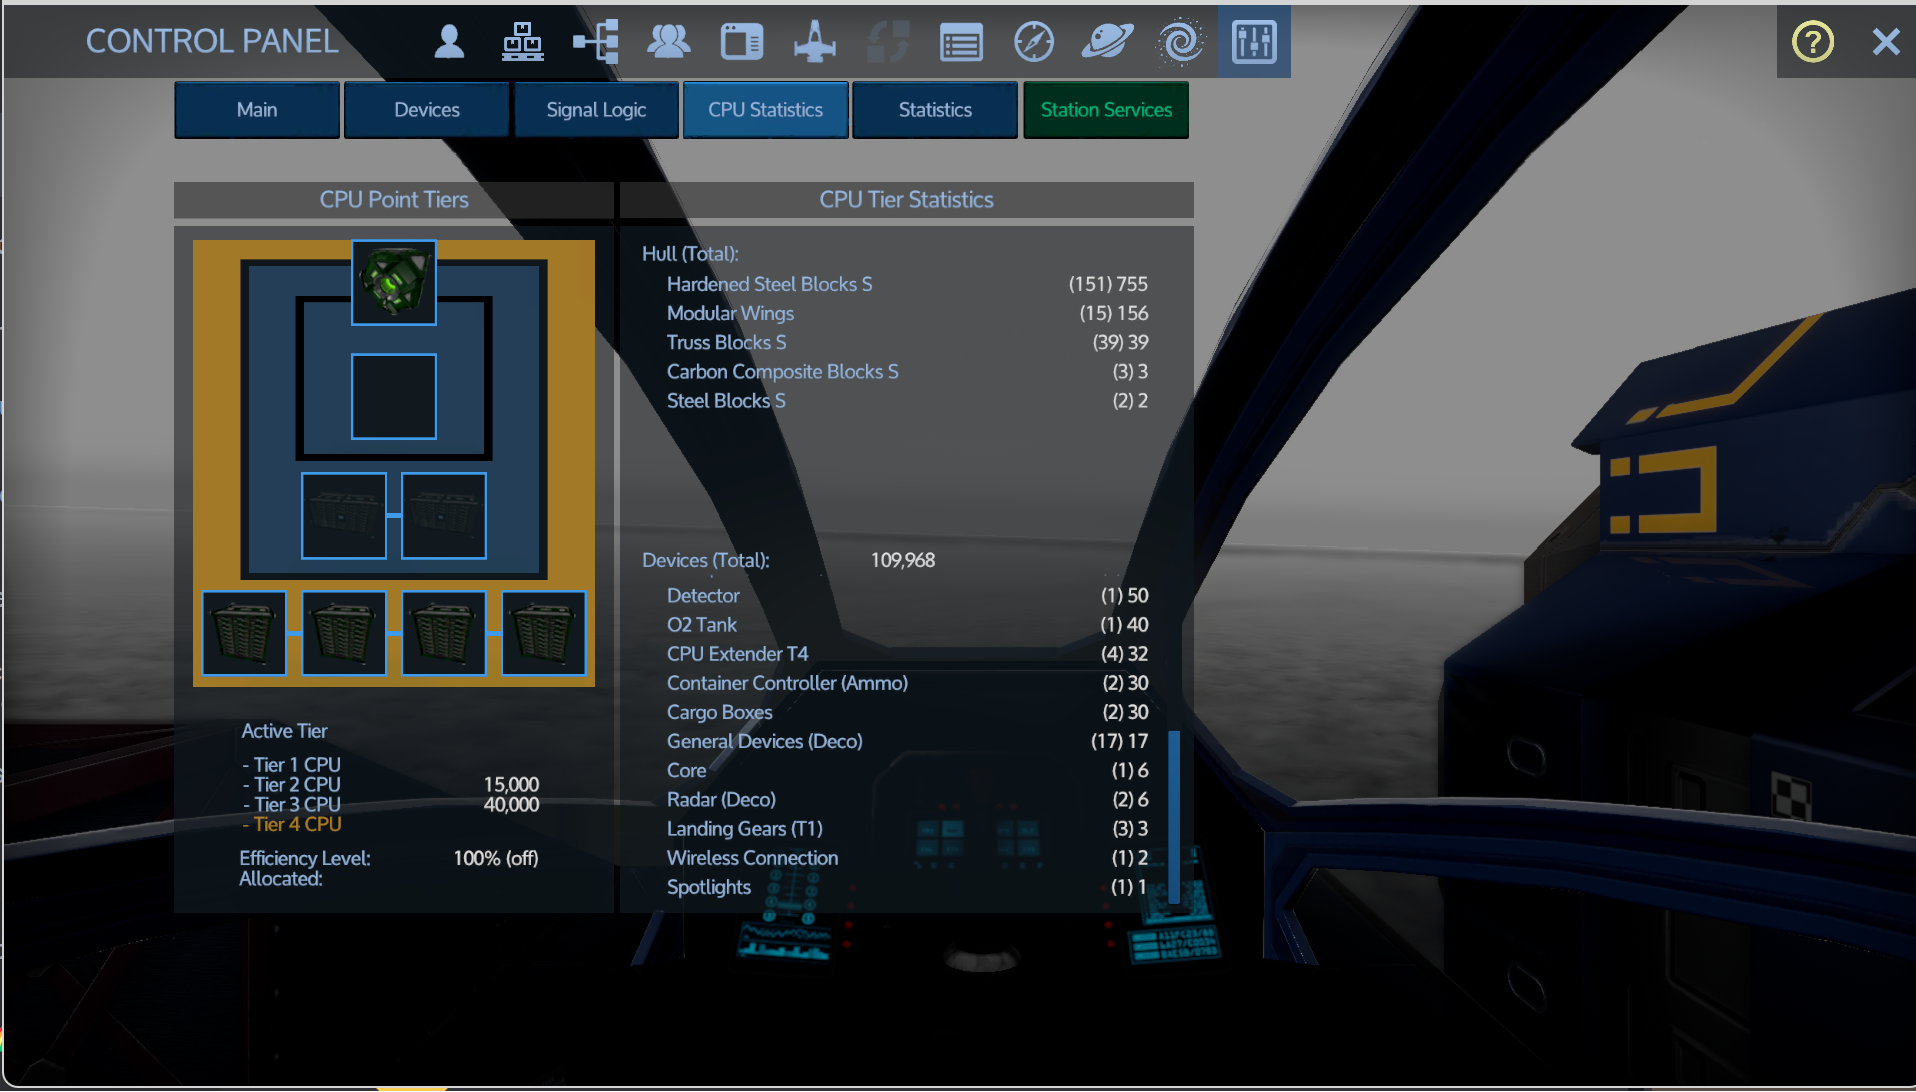 CONTROL PANEL
?
Main
Devices
Signal Logic
CPU Statistics
Statistics
Station Services
CPU Point Tiers
CPU Tier Statistics
Hull (Total):
Hardened Steel Blocks S (151) 755
Modular Wings (15) 156
Truss Blocks S (39) 39
Carbon Composite Blocks S (3) 3
Steel Blocks S (2) 2
Devices (Total): 109,968
Detector (1) 50
O2 Tank (1) 40
CPU Extender T4 (4) 32
Container Controller (Ammo) (2) 30
Cargo Boxes (2) 30
General Devices (Deco) (17) 17
Core (1) 6
Radar (Deco) (2) 6
Landing Gears (T1) (3) 3
Wireless Connection (1) 2
Spotlights (1) 1
Active Tier
- Tier 1 CPU
- Tier 2 CPU 15,000
- Tier 3 CPU 40,000
- Tier 4 CPU
Efficiency Level: 100% (off)
Allocated: